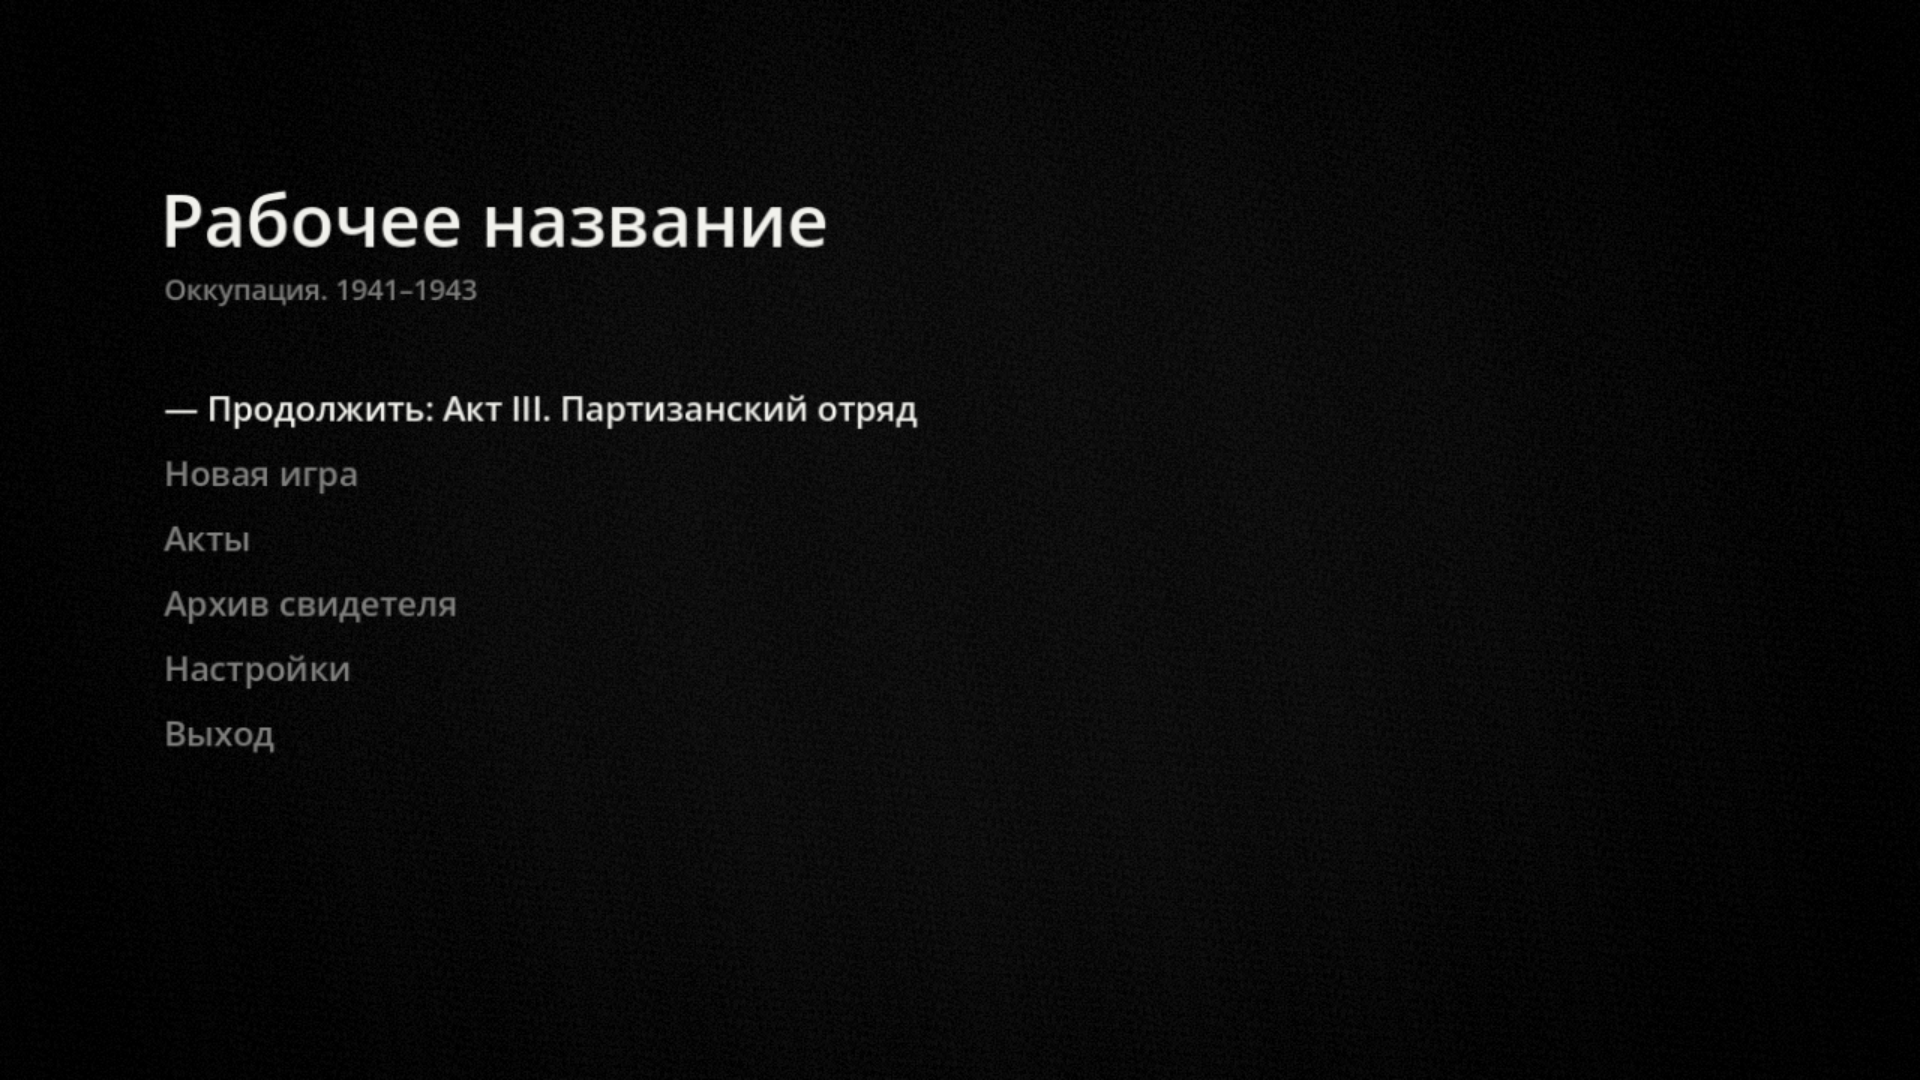 Рабочее название
Оккупация. 1941–1943
— Продолжить: Акт III. Партизанский отряд
Новая игра
Акты
Архив свидетеля
Настройки
Выход